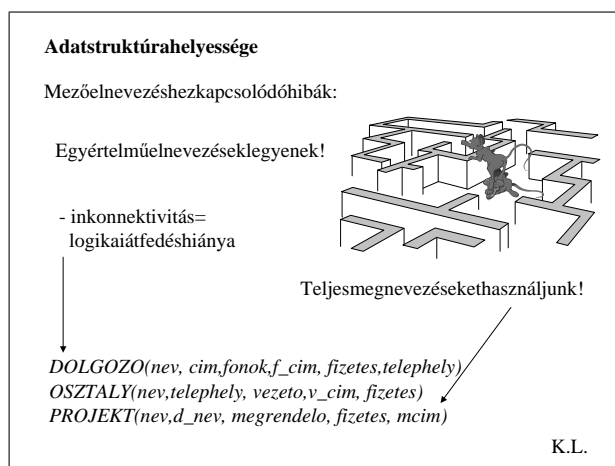 Adatstruktúrahelyessége
Mezőelnevezéshezkapcsolódóhibák:
Egyértelműelnevezéseklegyenek!
- inkonnektivitás=
logikaiátfedéshiánya
Teljesmegnevezésekethasználjunk!
DOLGOZO(nev, cim,fonok,f_cim, fizetes,telephely)
OSZTALY(nev,telephely, vezeto,v_cim, fizetes)
PROJEKT(nev,d_nev, megrendelo, fizetes, mcim)
K.L.